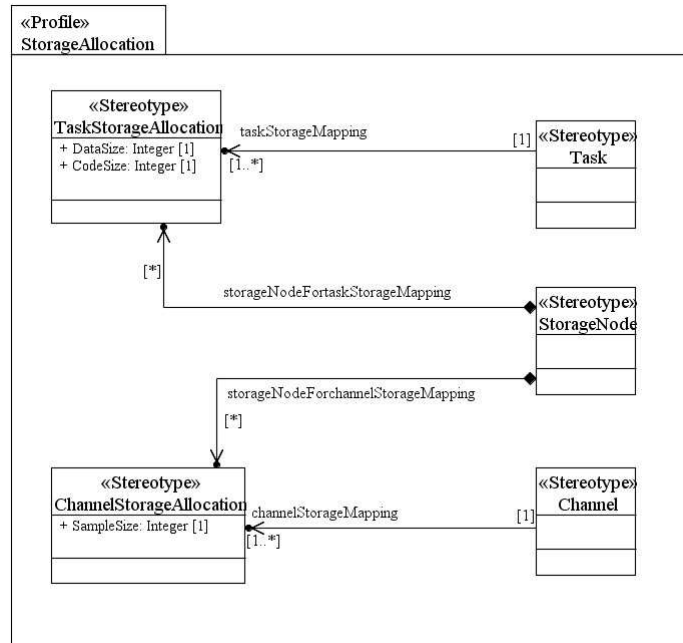 «Profile»
StorageAllocation
«Stereotype»
TaskStorageAllocation
+ DataSize: Integer [1]
+ CodeSize: Integer [1]
taskStorageMapping
[1..*]
[1]
«Stereotype»
Task
[*]
storageNodeFortaskStorageMapping
«Stereotype»
StorageNode
storageNodeForchannelStorageMapping
[*]
«Stereotype»
ChannelStorageAllocation
+ SampleSize: Integer [1]
channelStorageMapping
[1..*]
[1]
«Stereotype»
Channel